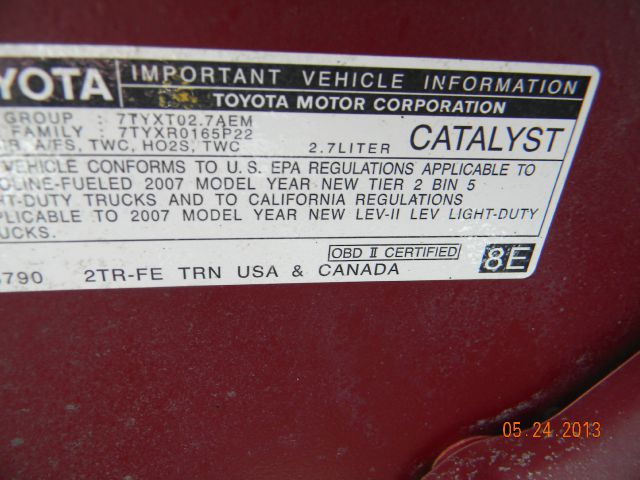 YOTA IMPORTANT VEHICLE INFORMATION
TOYOTA MOTOR CORPORATION
GROUP : 7TYXT02.7AEM
FAMILY : 7TYXR0165P22
A/FS, TWC, HO2S, TWC 2.7LITER CATALYST
VEHICLE CONFORMS TO U.S. EPA REGULATIONS APPLICABLE TO
OLINE-FUELED 2007 MODEL YEAR NEW TIER 2 BIN 5
HT-DUTY TRUCKS AND TO CALIFORNIA REGULATIONS
PLICABLE TO 2007 MODEL YEAR NEW LEV-II LEV LIGHT-DUTY
UCKS.
OBD II CERTIFIED 8E
790 2TR-FE TRN USA & CANADA
05.24.2013